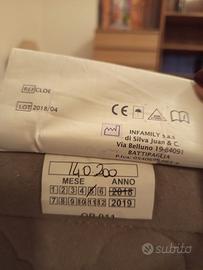 REF CLOE
LOT 2018/04
INFAMILY s.a.s
di Silva Juan & C.
Via Belluno 19-84091
BATTIPAGLIA
140.200
MESE ANNO
1 2 3 4 5 6 2018
7 8 9 10 11 12 2019
subito